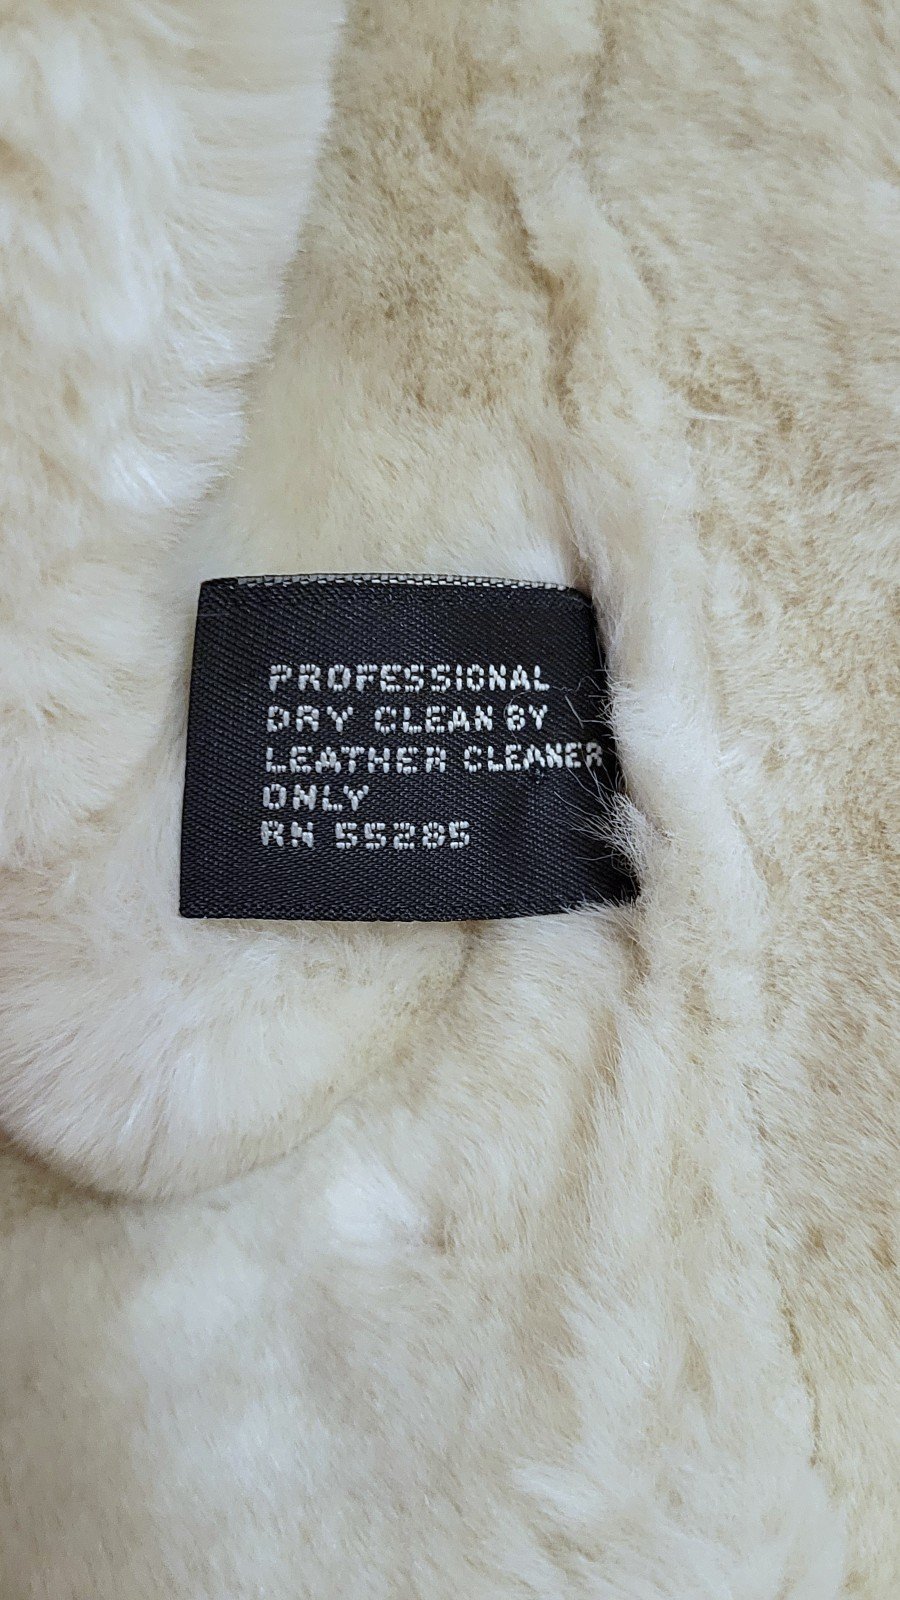 PROFESSIONAL
DRY CLEAN BY
LEATHER CLEANER
ONLY
RN 55285